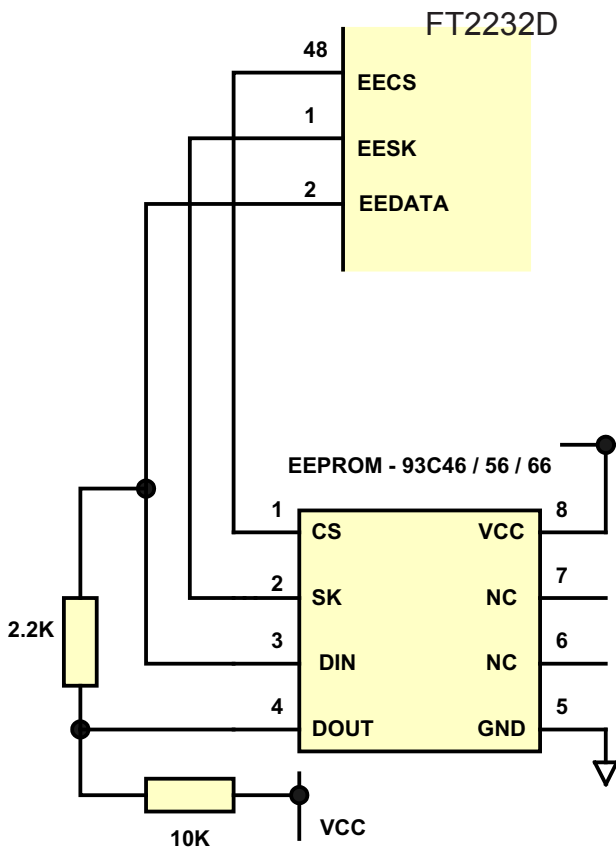 FT2232D
48
EECS
1
EESK
2
EEDATA
EEPROM - 93C46 / 56 / 66
1
CS
VCC
8
2
SK
NC
7
2.2K
3
DIN
NC
6
4
DOUT
GND
5
10K
VCC